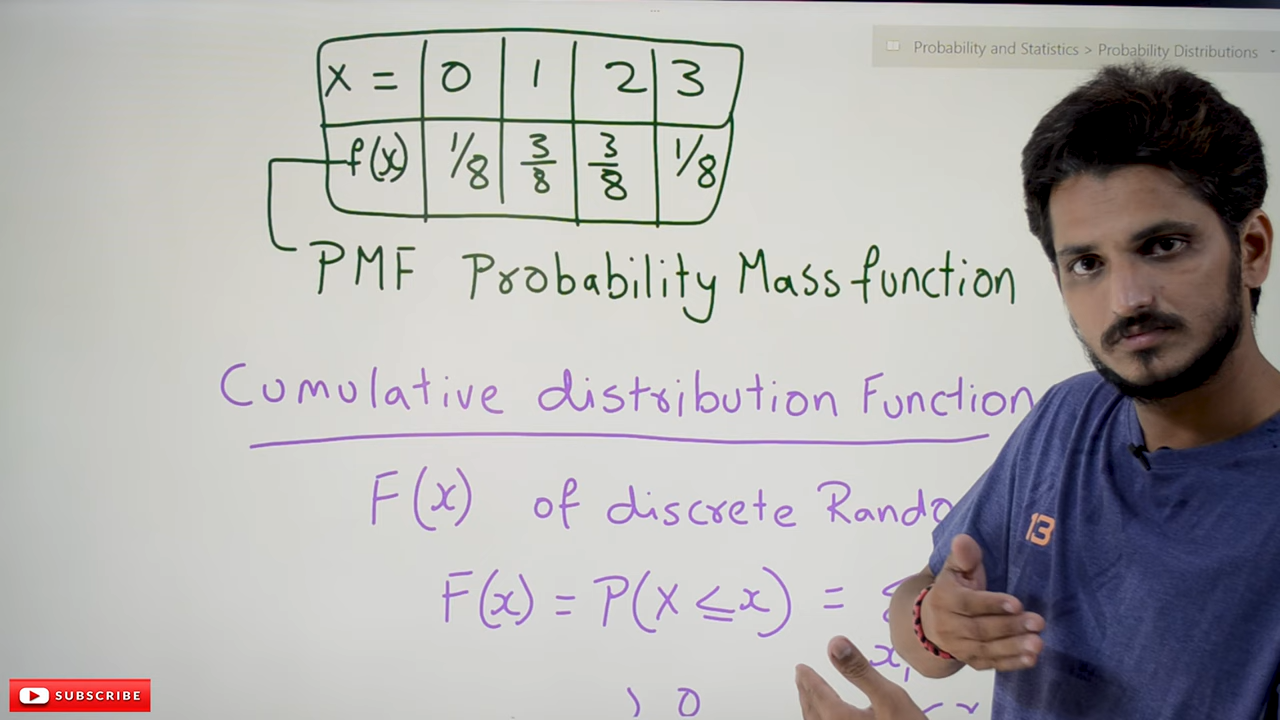 Probability and Statistics > Probability Distributions
x = 0 1 2 3
f(x) 1/8 3/8 3/8 1/8
PMF Probability Mass function
Cumulative distribution Function
F(x) of discrete
F(x) = P(X ≤ x) =
13
0
SUBSCRIBE